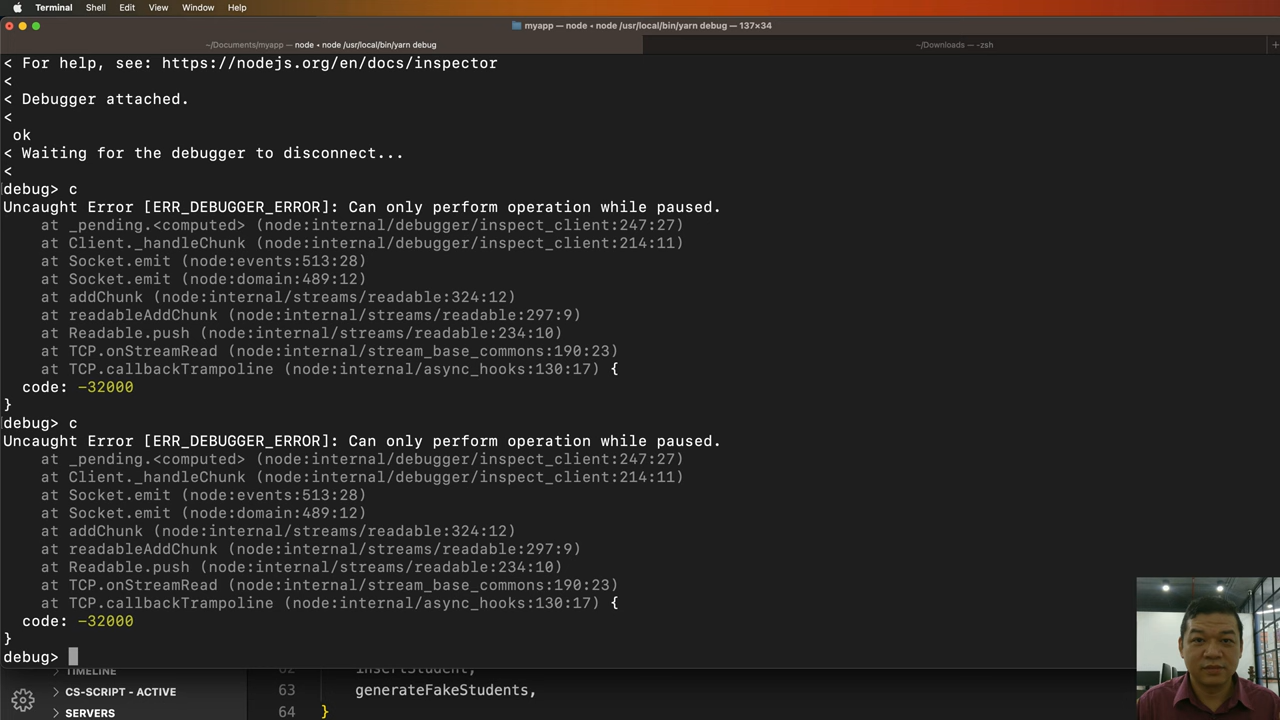 Terminal Shell Edit View Window Help
myapp — node • node /usr/local/bin/yarn debug — 137×34
~/Documents/myapp — node • node /usr/local/bin/yarn debug
~/Downloads — -zsh
+
< For help, see: https://nodejs.org/en/docs/inspector
<
< Debugger attached.
<
ok
< Waiting for the debugger to disconnect...
<
debug> c
Uncaught Error [ERR_DEBUGGER_ERROR]: Can only perform operation while paused.
at _pending.<computed> (node:internal/debugger/inspect_client:247:27)
at Client._handleChunk (node:internal/debugger/inspect_client:214:11)
at Socket.emit (node:events:513:28)
at Socket.emit (node:domain:489:12)
at addChunk (node:internal/streams/readable:324:12)
at readableAddChunk (node:internal/streams/readable:297:9)
at Readable.push (node:internal/streams/readable:234:10)
at TCP.onStreamRead (node:internal/stream_base_commons:190:23)
at TCP.callbackTrampoline (node:internal/async_hooks:130:17) {
code: -32000
}
debug> c
Uncaught Error [ERR_DEBUGGER_ERROR]: Can only perform operation while paused.
at _pending.<computed> (node:internal/debugger/inspect_client:247:27)
at Client._handleChunk (node:internal/debugger/inspect_client:214:11)
at Socket.emit (node:events:513:28)
at Socket.emit (node:domain:489:12)
at addChunk (node:internal/streams/readable:324:12)
at readableAddChunk (node:internal/streams/readable:297:9)
at Readable.push (node:internal/streams/readable:234:10)
at TCP.onStreamRead (node:internal/stream_base_commons:190:23)
at TCP.callbackTrampoline (node:internal/async_hooks:130:17) {
code: -32000
}
debug>
TIMELINE
62 insertStudent,
CS-SCRIPT - ACTIVE
63 generateFakeStudents,
SERVERS
64 }